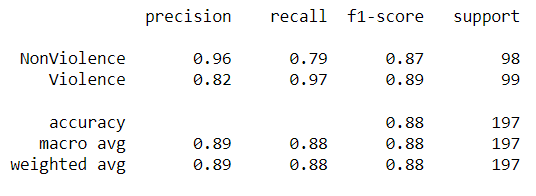 precision recall f1-score support
NonViolence 0.96 0.79 0.87 98
Violence 0.82 0.97 0.89 99
accuracy 0.88 197
macro avg 0.89 0.88 0.88 197
weighted avg 0.89 0.88 0.88 197